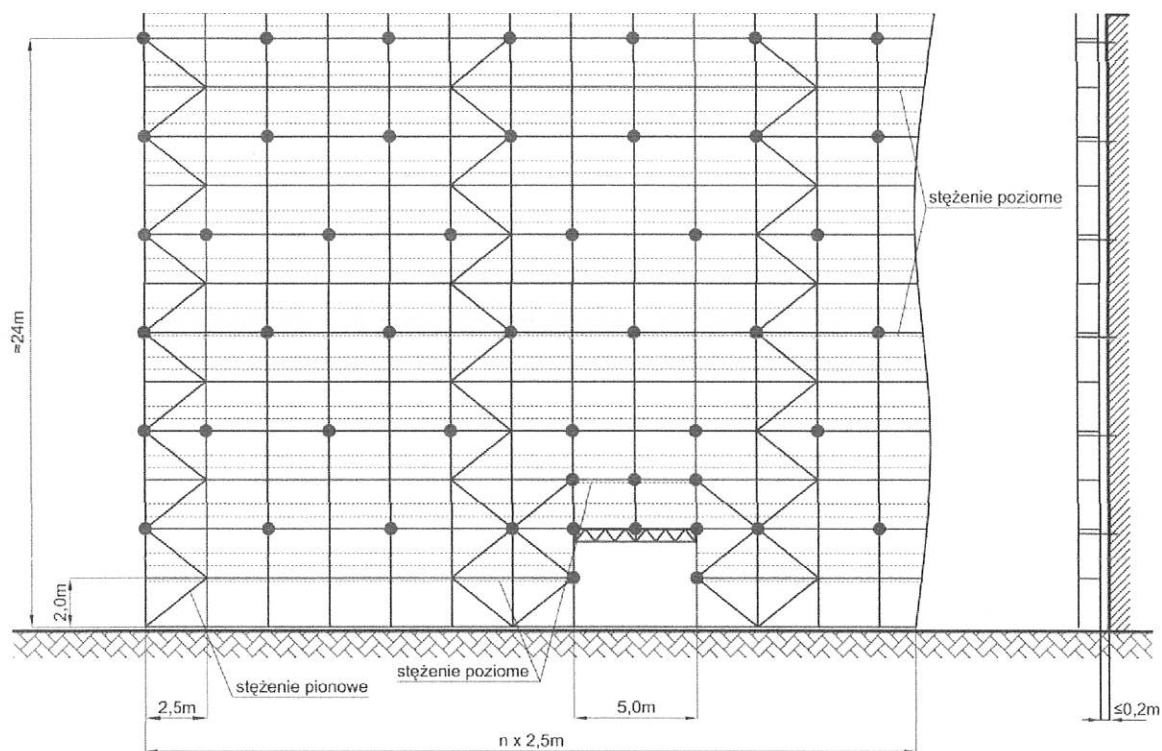 stężenie poziome
≈24m
2,0m
stężenie pionowe
stężenie poziome
2,5m
5,0m
≤0,2m
n x 2,5m